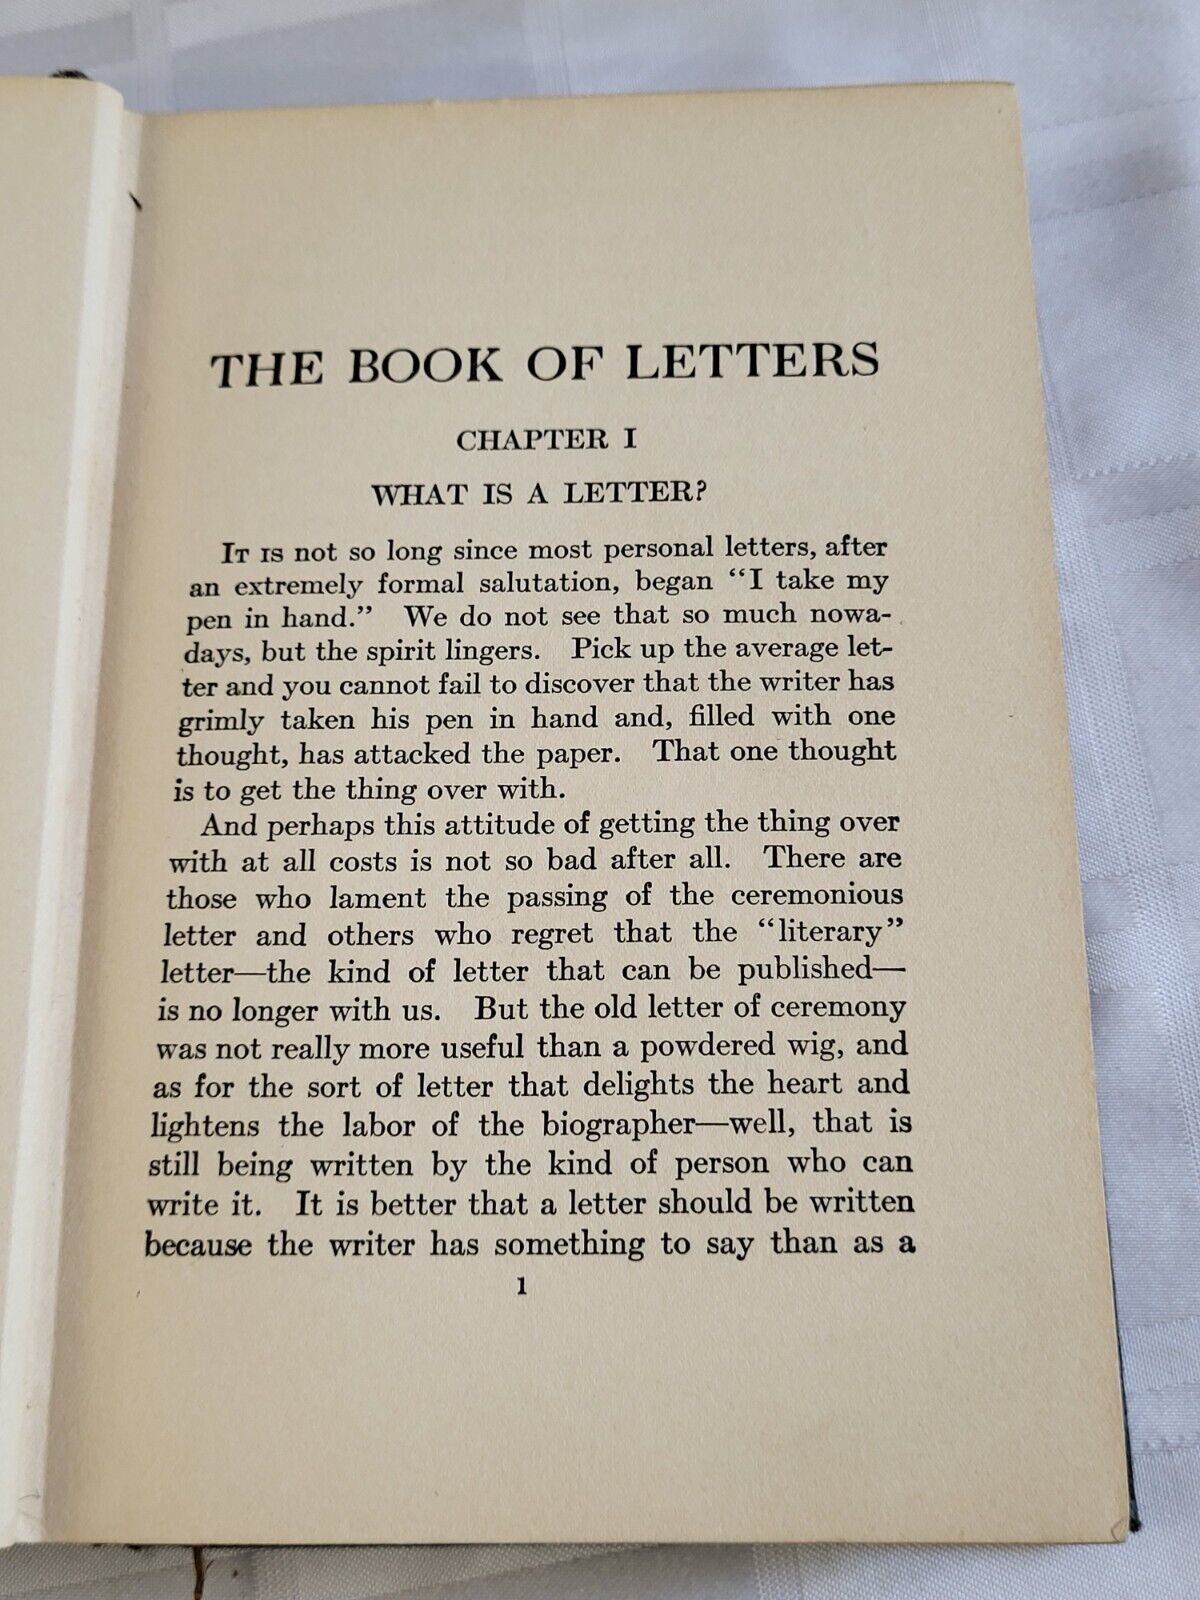 THE BOOK OF LETTERS
CHAPTER I
WHAT IS A LETTER?
IT IS not so long since most personal letters, after
an extremely formal salutation, began “I take my
pen in hand.” We do not see that so much nowa-
days, but the spirit lingers. Pick up the average let-
ter and you cannot fail to discover that the writer has
grimly taken his pen in hand and, filled with one
thought, has attacked the paper. That one thought
is to get the thing over with.
And perhaps this attitude of getting the thing over
with at all costs is not so bad after all. There are
those who lament the passing of the ceremonious
letter and others who regret that the “literary”
letter—the kind of letter that can be published—
is no longer with us. But the old letter of ceremony
was not really more useful than a powdered wig, and
as for the sort of letter that delights the heart and
lightens the labor of the biographer—well, that is
still being written by the kind of person who can
write it. It is better that a letter should be written
because the writer has something to say than as a
1